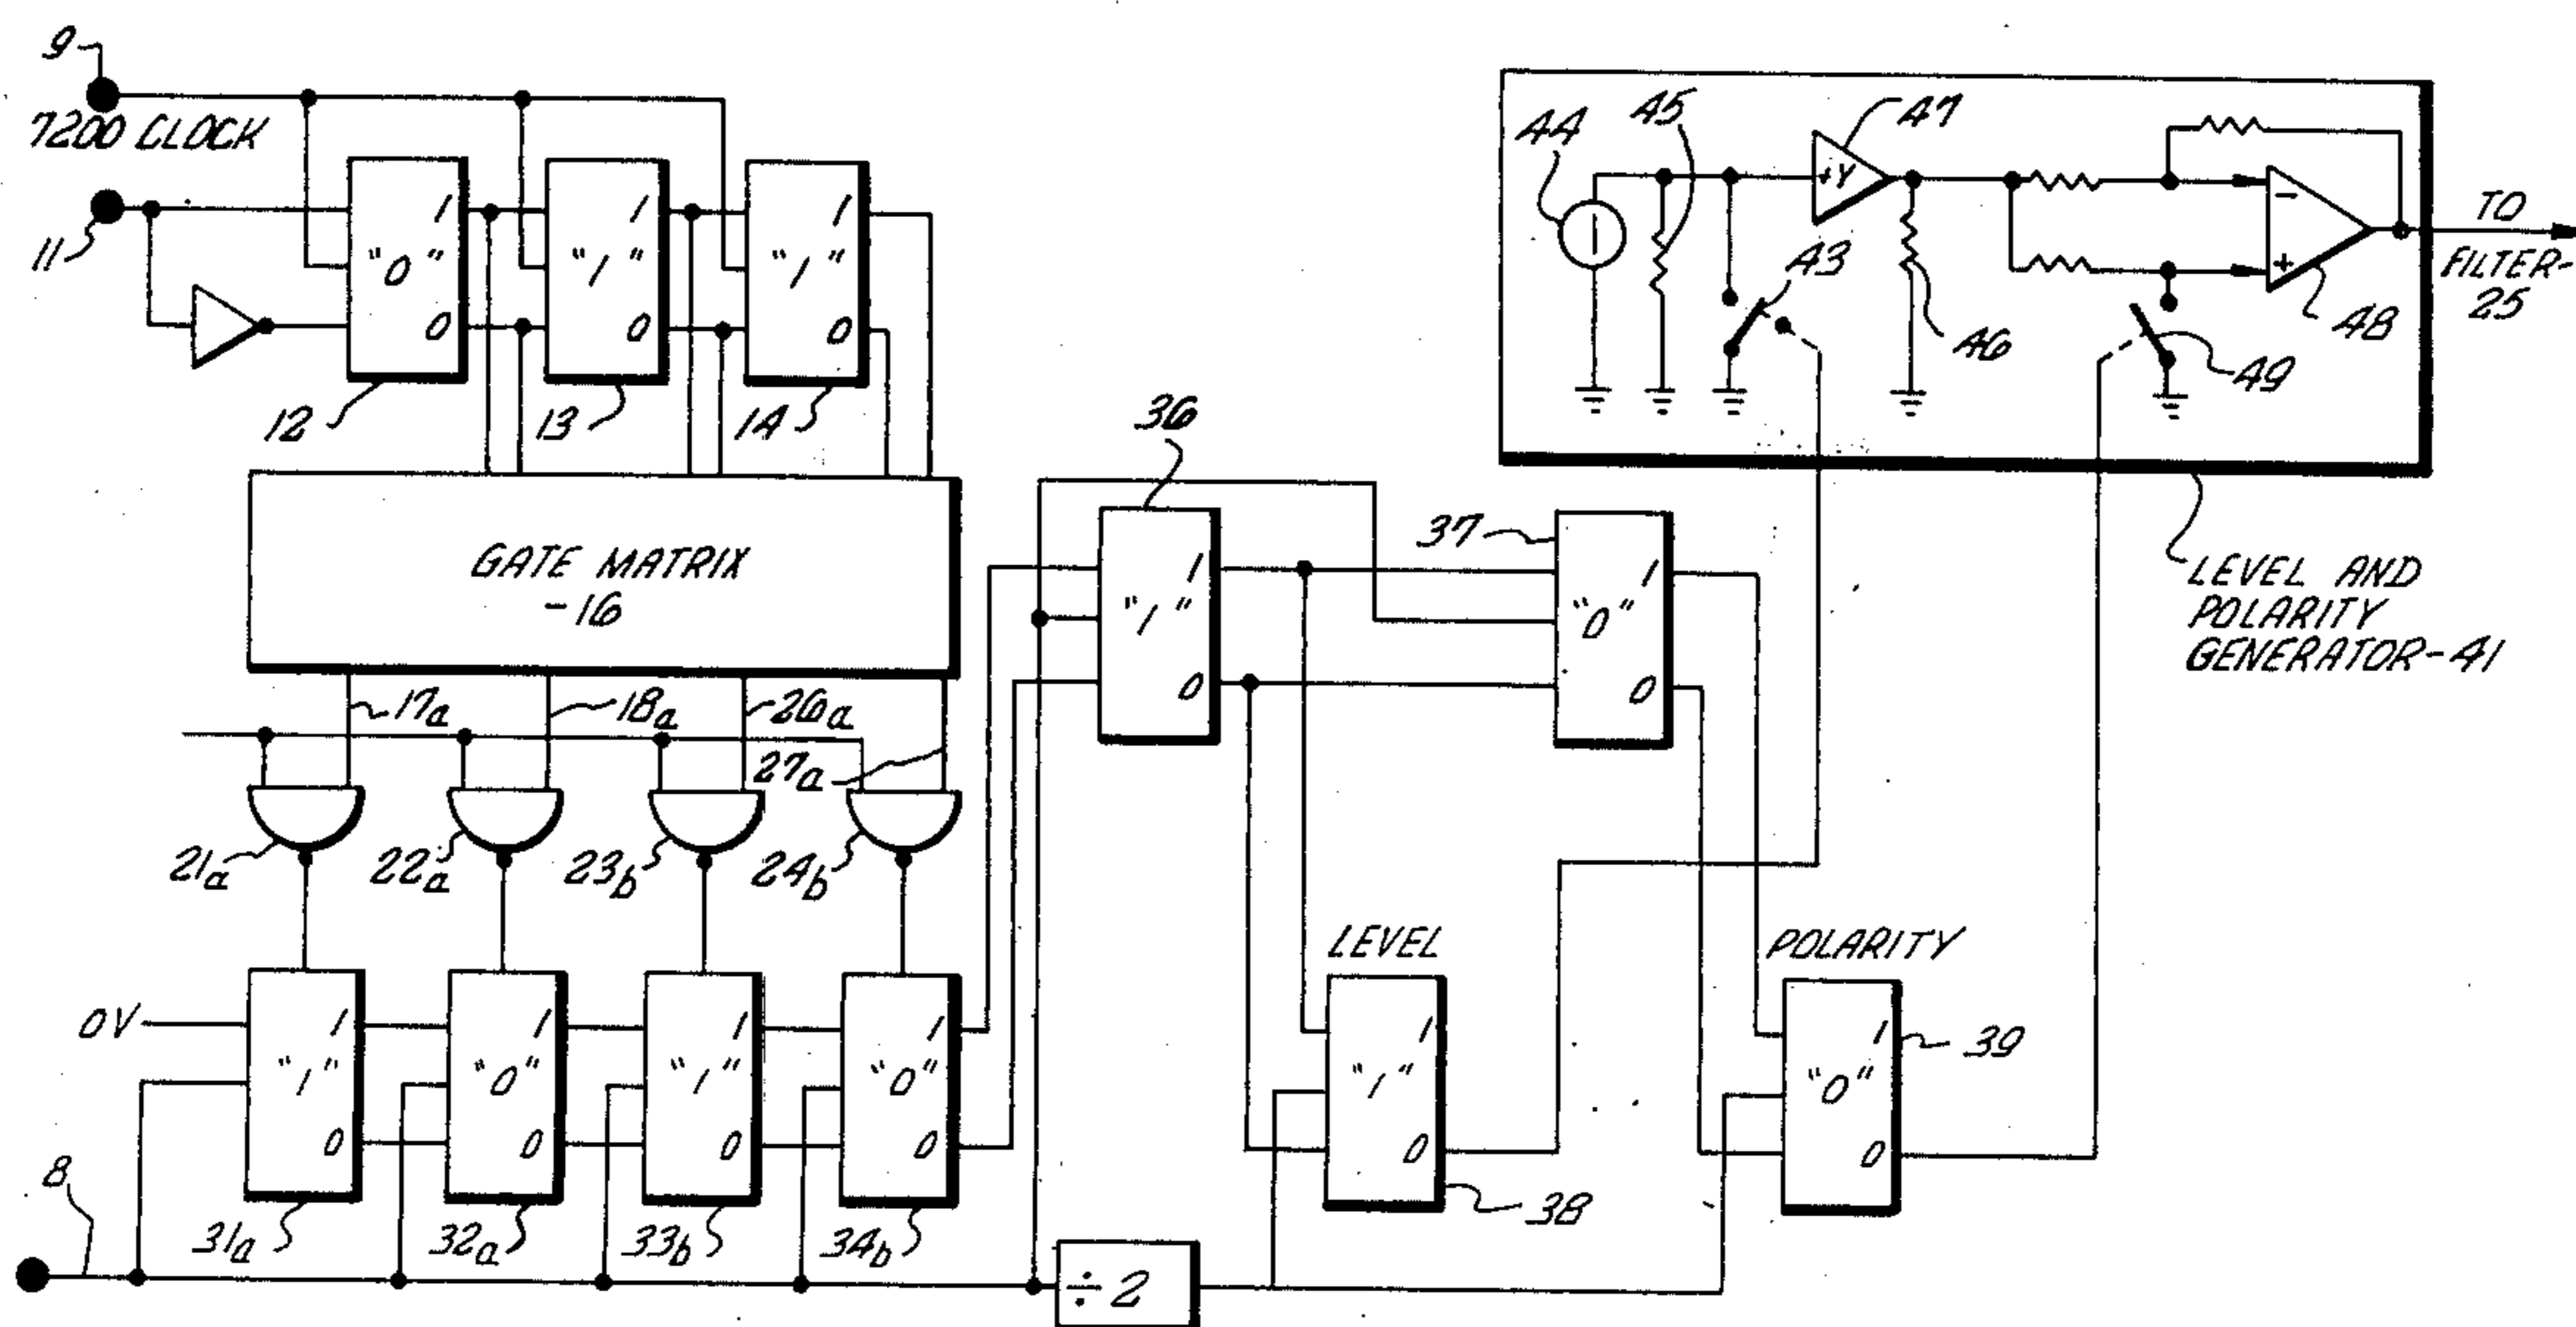 9
7200 CLOCK
11
"0"
1
0
"1"
1
0
"1"
1
0
12
13
14
GATE MATRIX
-16
17a
18a
26a
27a
21a
22a
23b
24b
0V
"1"
1
0
"0"
1
0
"1"
1
0
"0"
1
0
8
31a
32a
33b
34b
÷2
36
"1"
1
0
37
"0"
1
0
LEVEL
"1"
1
0
38
POLARITY
"0"
1
0
39
44
45
43
+Y
47
46
-
+
48
49
TO
FILTER-
25
LEVEL AND
POLARITY
GENERATOR-41